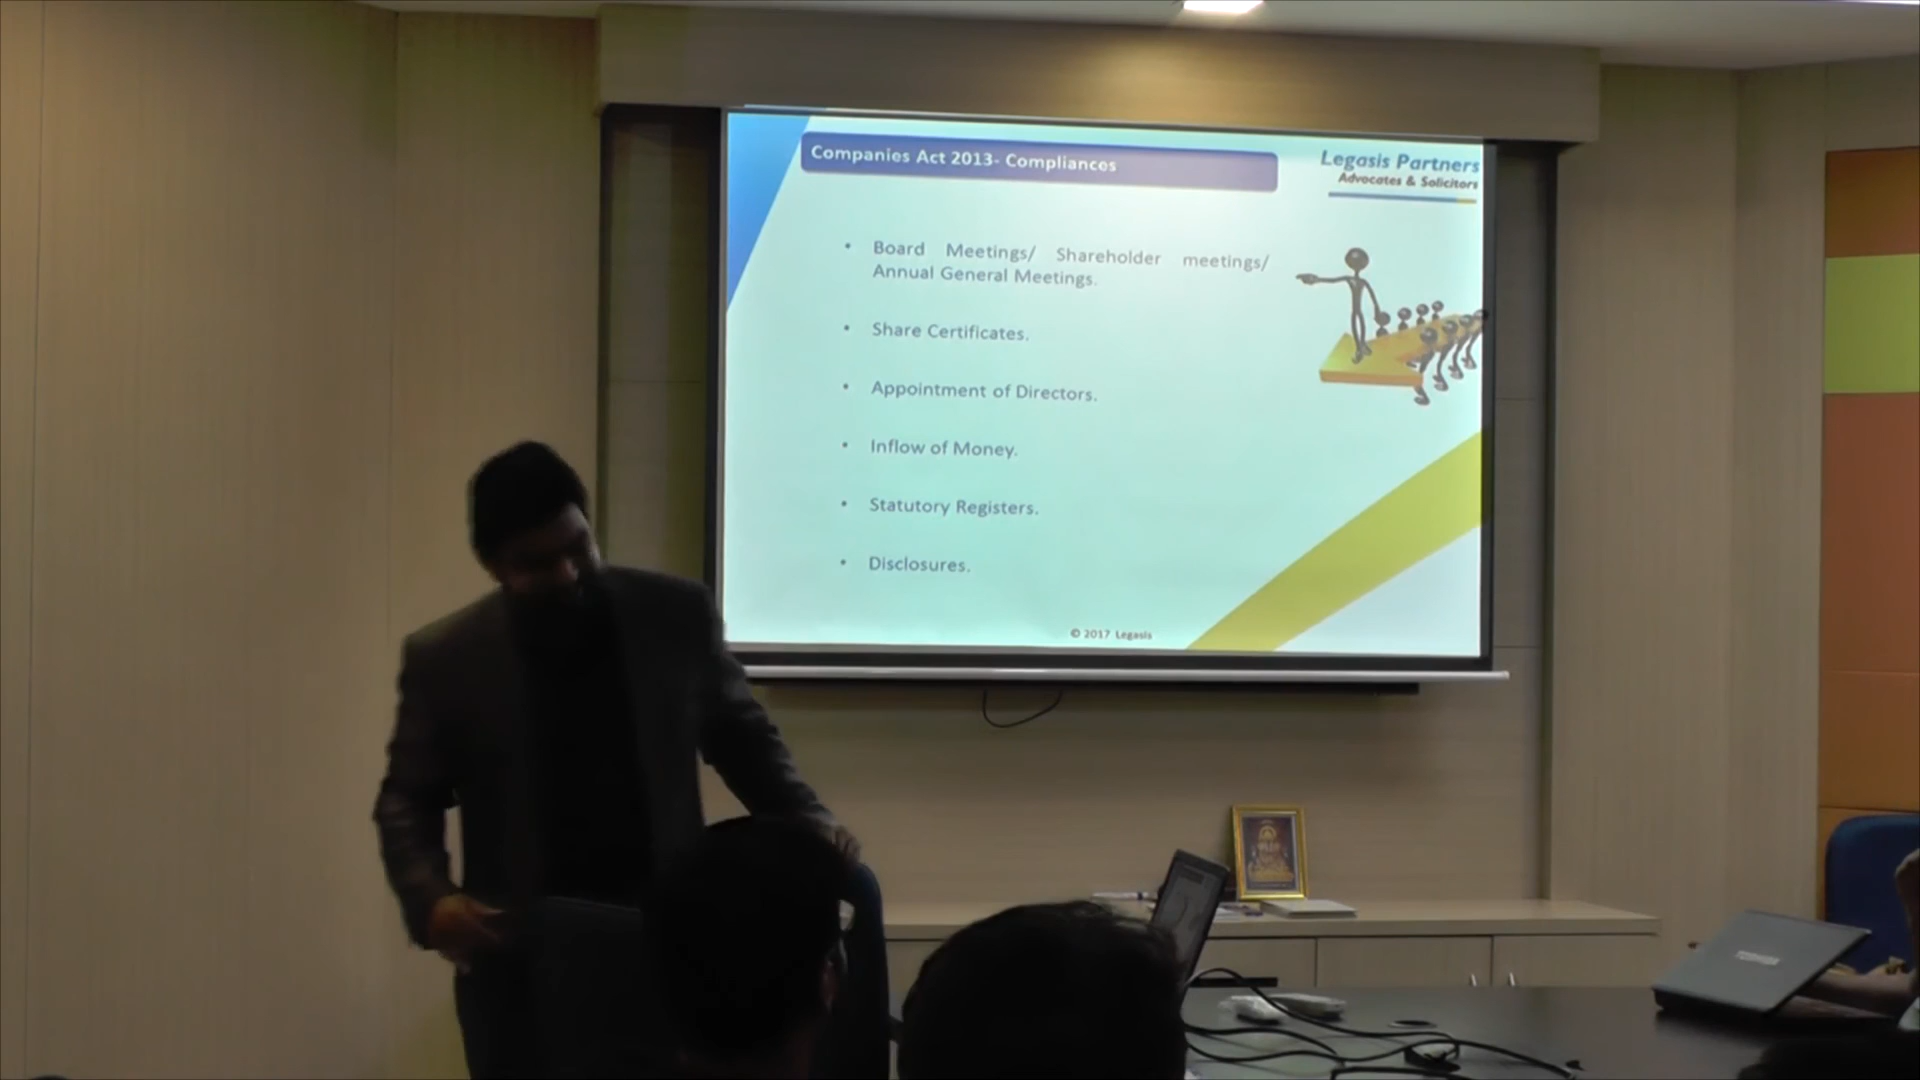 Companies Act 2013- Compliances
Legasis Partners
Advocates & Solicitors
• Board Meetings/ Shareholder meetings/
Annual General Meetings.
• Share Certificates.
• Appointment of Directors.
• Inflow of Money.
• Statutory Registers.
• Disclosures.
© 2017 Legasis